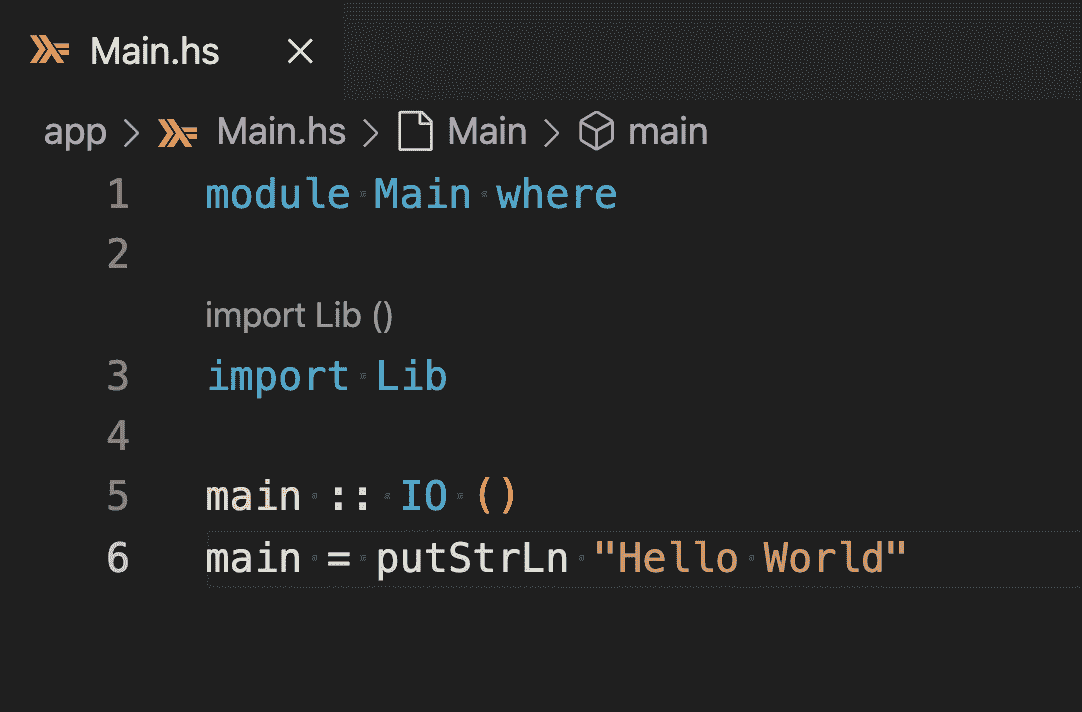 Main.hs
app > Main.hs > Main > main
1 module Main where
2
import Lib ()
3 import Lib
4
5 main :: IO ()
6 main = putStrLn "Hello World"